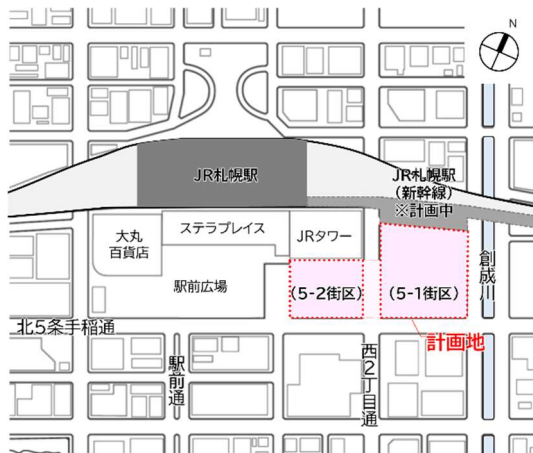 N
JR札幌駅
JR札幌駅
(新幹線)
※計画中
大丸
百貨店
ステラプレイス
JRタワー
駅前広場
(5-2街区)
(5-1街区)
創成川
北5条手稲通
計画地
駅前通
西2丁目通